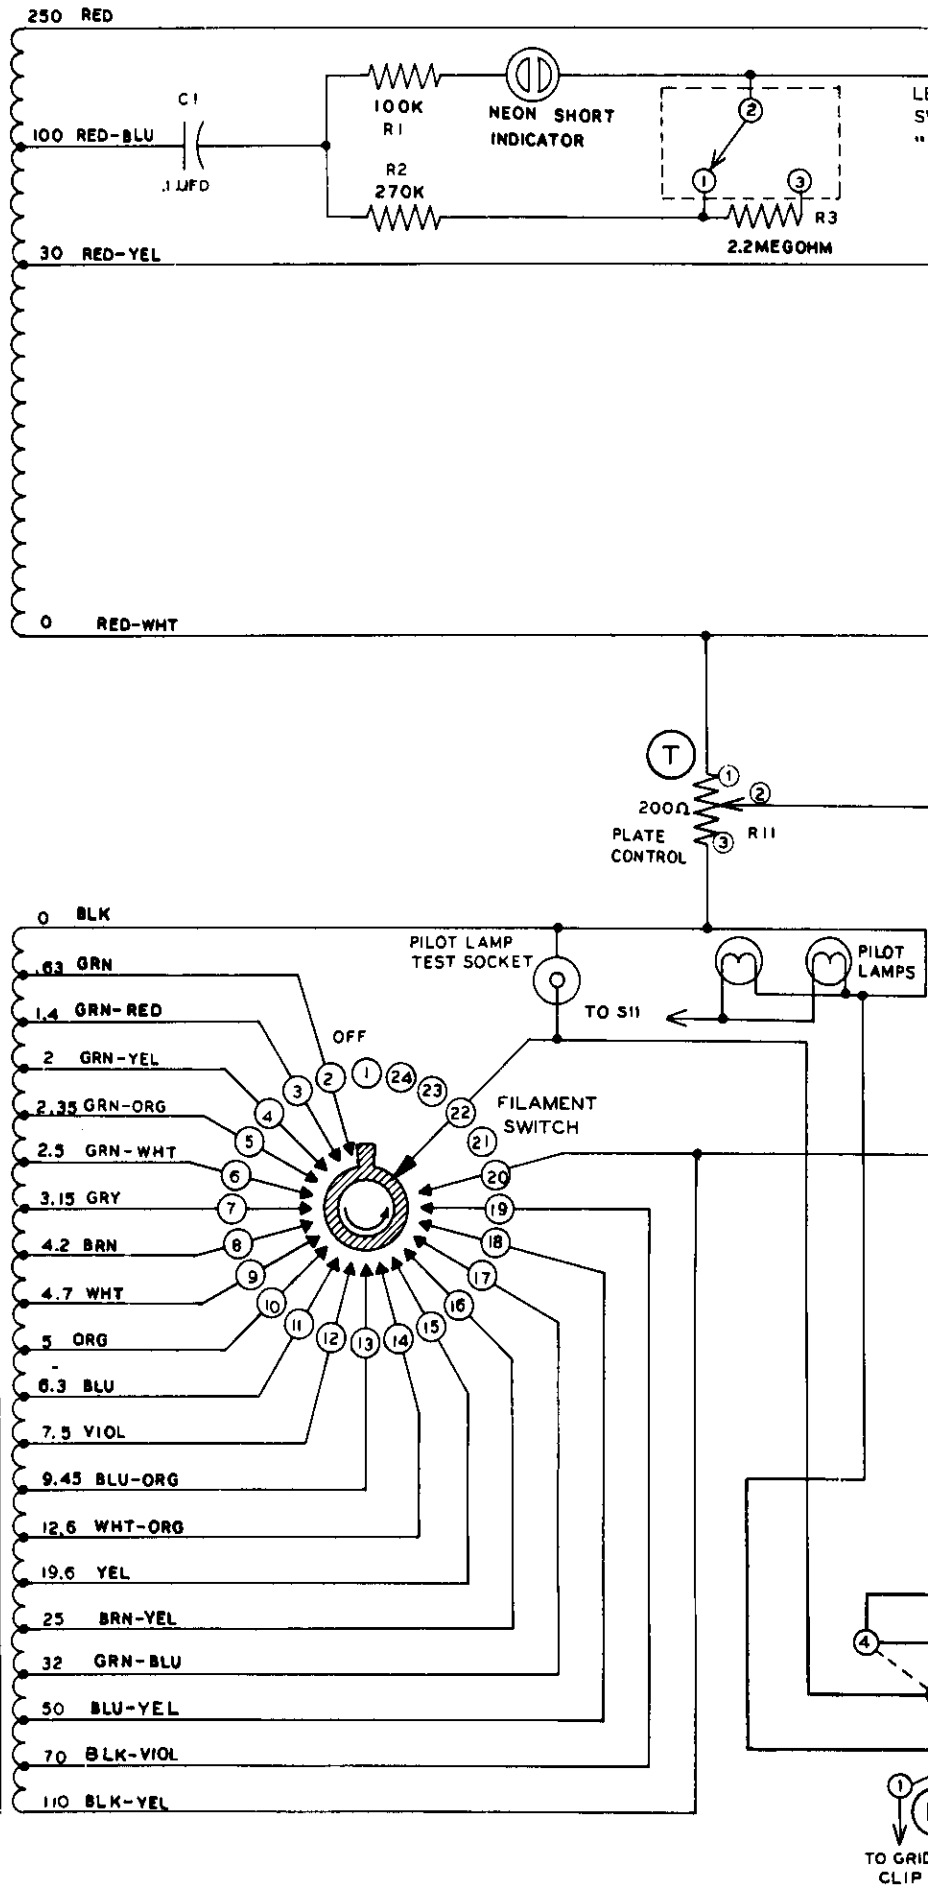 250 RED
C1
.1 UFD
100K
R1
NEON SHORT
INDICATOR
2
LE
S
"
100 RED-BLU
R2
270K
1
3
R3
2.2MEGOHM
30 RED-YEL
0 RED-WHT
T
1
2
200Ω
R11
3
PLATE
CONTROL
0 BLK
PILOT LAMP
TEST SOCKET
PILOT
LAMPS
TO S11
.63 GRN
1.4 GRN-RED
2 GRN-YEL
2.35 GRN-ORG
2.5 GRN-WHT
3.15 GRY
4.2 BRN
4.7 WHT
5 ORG
6.3 BLU
7.5 VIOL
9.45 BLU-ORG
12.6 WHT-ORG
19.6 YEL
25 BRN-YEL
32 GRN-BLU
50 BLU-YEL
70 BLK-VIOL
110 BLK-YEL
OFF
1
2
3
4
5
6
7
8
9
10
11
12
13
14
15
16
17
18
19
20
21
22
23
24
FILAMENT
SWITCH
4
1
TO GRID
CLIP